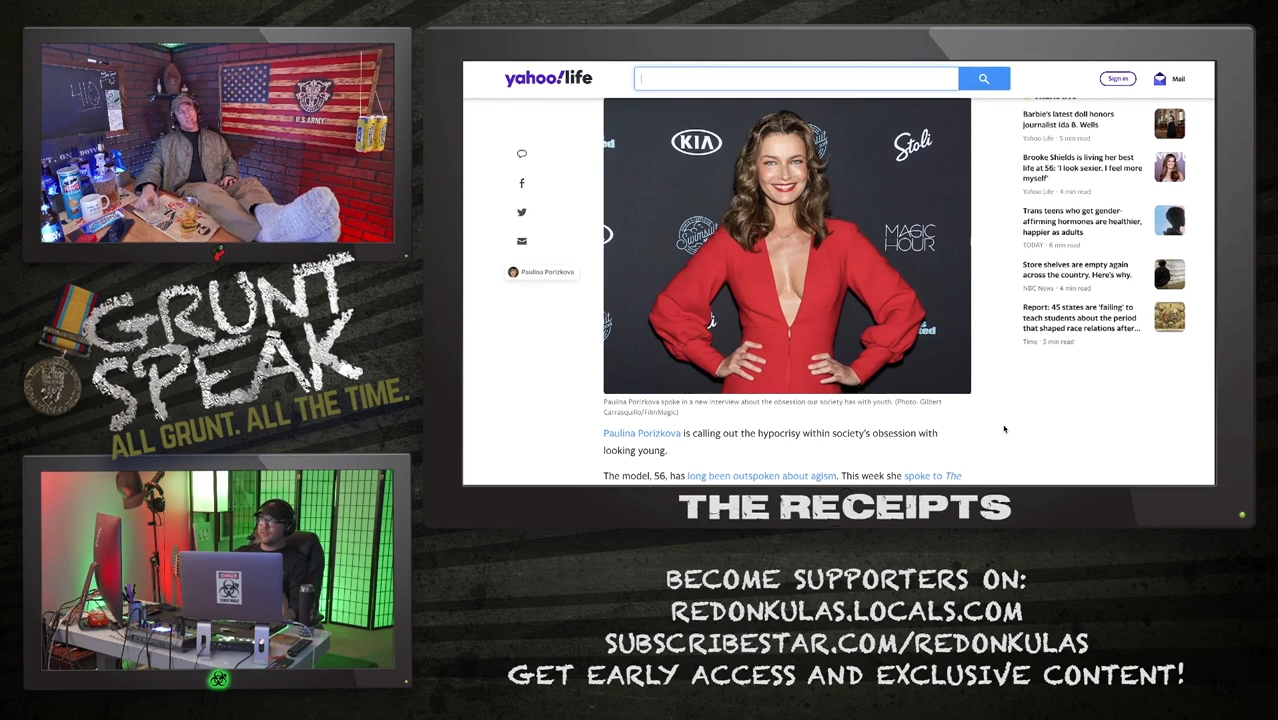 410
U.S. ARMY
GRUNT
SPEAK
ALL GRUNT. ALL THE TIME.
yahoo!life
Sign in
Mail
KIA
Stoli
Swimsuit
MAGIC
HOUR
Paulina Porizkova
Paulina Porizkova spoke in a new interview about the obsession our society has with youth. (Photo: Gilbert
Carrasquillo/FilmMagic)
Paulina Porizkova is calling out the hypocrisy within society's obsession with
looking young.
The model, 56, has long been outspoken about agism. This week she spoke to The
Barbie's latest doll honors
journalist Ida B. Wells
Yahoo Life · 5 min read
Brooke Shields is living her best
life at 56: 'I look sexier. I feel more
myself'
Yahoo Life · 4 min read
Trans teens who get gender-
affirming hormones are healthier,
happier as adults
TODAY · 6 min read
Store shelves are empty again
across the country. Here's why.
NBC News · 4 min read
Report: 45 states are 'failing' to
teach students about the period
that shaped race relations after...
Time · 5 min read
THE RECEIPTS
BECOME SUPPORTERS ON:
REDONKULAS.LOCALS.COM
SUBSCRIBESTAR.COM/REDONKULAS
GET EARLY ACCESS AND EXCLUSIVE CONTENT!